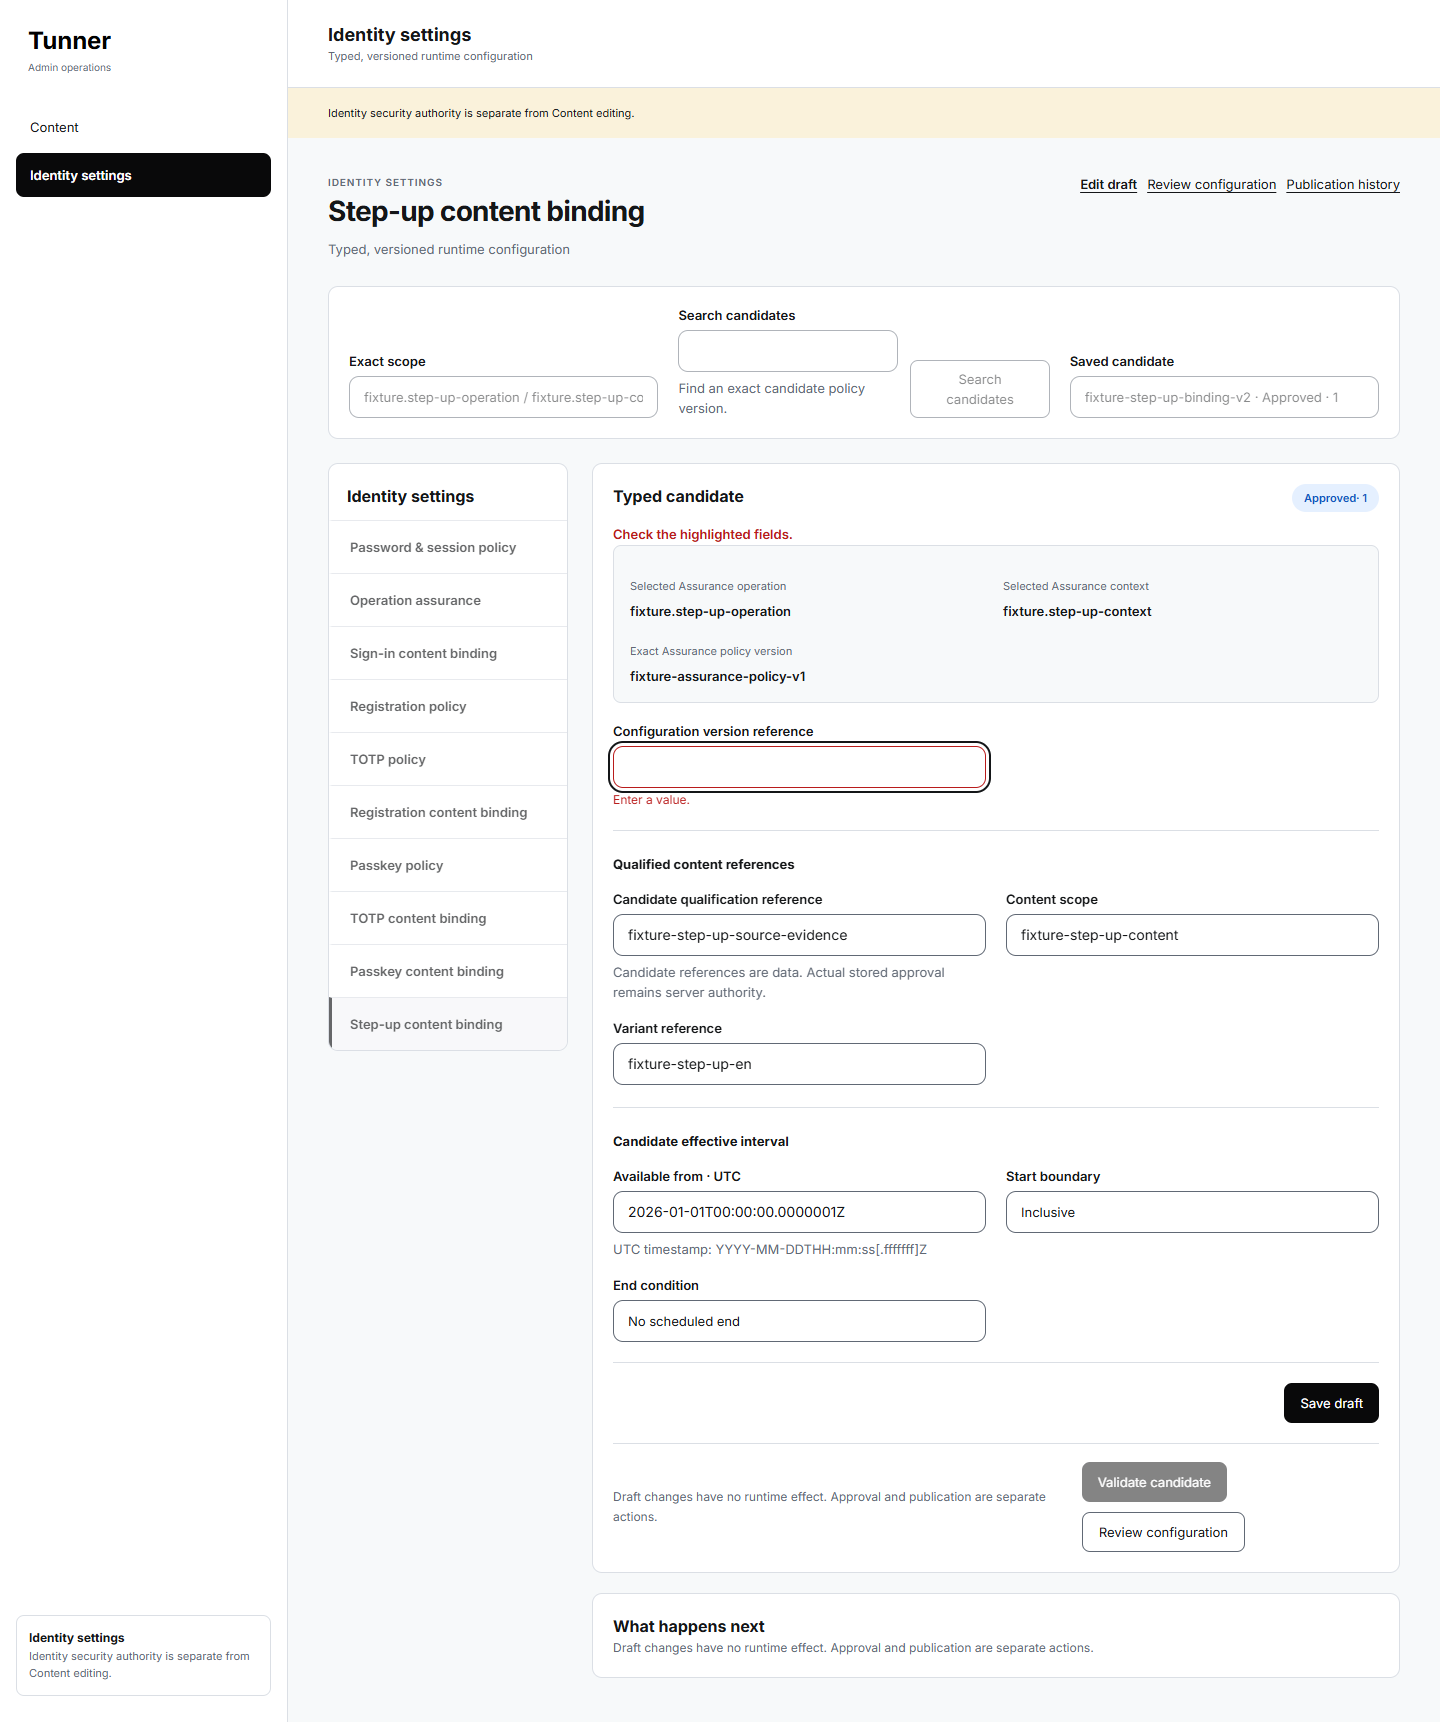 Tunner
Admin operations
Content
Identity settings
Identity settings
Typed, versioned runtime configuration
Identity security authority is separate from Content editing.
IDENTITY SETTINGS
Step-up content binding
Typed, versioned runtime configuration
Edit draft
Review configuration
Publication history
Exact scope
fixture.step-up-operation / fixture.step-up-co
Search candidates
Find an exact candidate policy
version.
Search
candidates
Saved candidate
fixture-step-up-binding-v2 · Approved · 1
Identity settings
Password & session policy
Operation assurance
Sign-in content binding
Registration policy
TOTP policy
Registration content binding
Passkey policy
TOTP content binding
Passkey content binding
Step-up content binding
Typed candidate
Approved· 1
Check the highlighted fields.
Selected Assurance operation
fixture.step-up-operation
Selected Assurance context
fixture.step-up-context
Exact Assurance policy version
fixture-assurance-policy-v1
Configuration version reference
Enter a value.
Qualified content references
Candidate qualification reference
fixture-step-up-source-evidence
Candidate references are data. Actual stored approval
remains server authority.
Content scope
fixture-step-up-content
Variant reference
fixture-step-up-en
Candidate effective interval
Available from · UTC
2026-01-01T00:00:00.0000001Z
UTC timestamp: YYYY-MM-DDTHH:mm:ss[.fffffff]Z
Start boundary
Inclusive
End condition
No scheduled end
Save draft
Draft changes have no runtime effect. Approval and publication are separate
actions.
Validate candidate
Review configuration
What happens next
Draft changes have no runtime effect. Approval and publication are separate actions.
Identity settings
Identity security authority is separate from
Content editing.